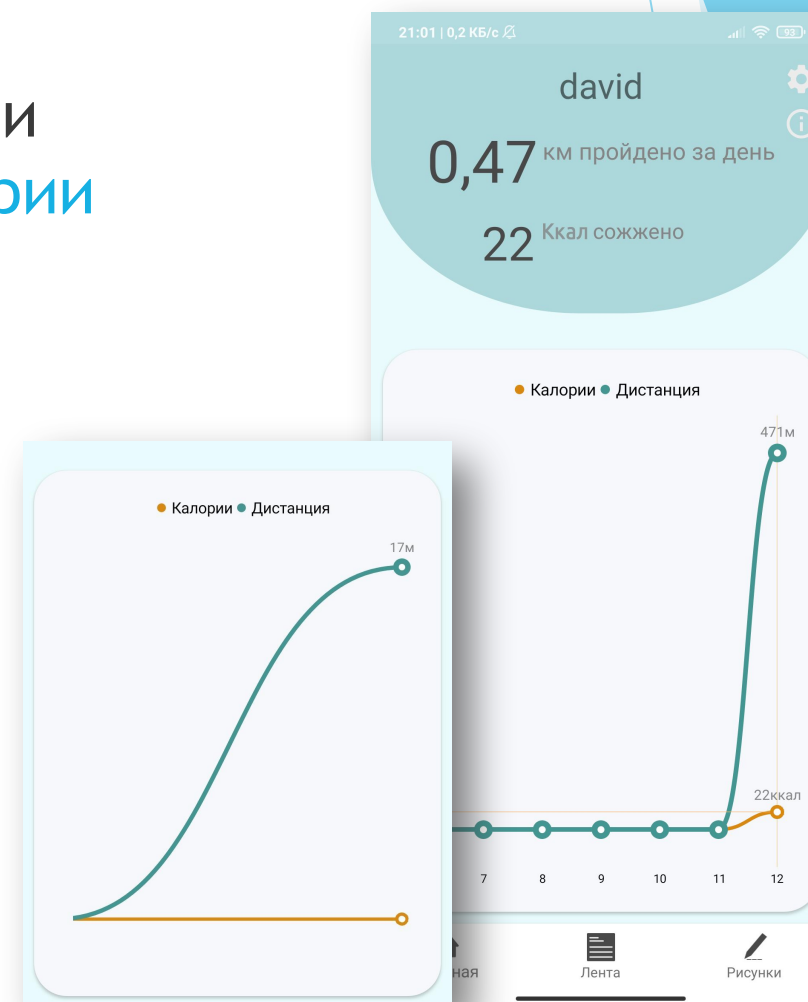 и
рии
21:01 | 0,2 КБ/с
93
david
0,47 км пройдено за день
22 Ккал сожжено
Калории Дистанция
471м
22ккал
7 8 9 10 11 12
ная Лента Рисунки
Калории Дистанция
17м